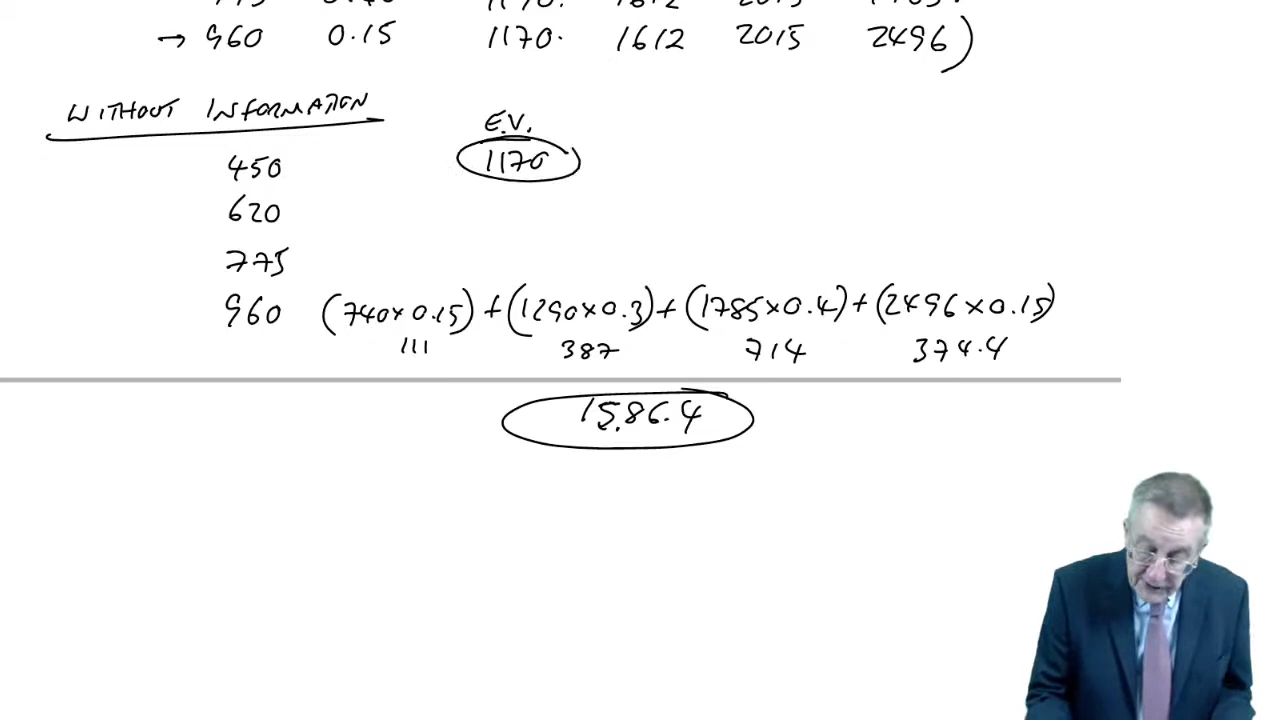 → 960 0.15 1170. 1612 2015 2496)
WITHOUT INFORMATION
E.V.
450 1170
620
775
960 (740 × 0.15) + (1290 × 0.3) + (1785 × 0.4) + (2496 × 0.15)
111 387 714 374.4
1586.4